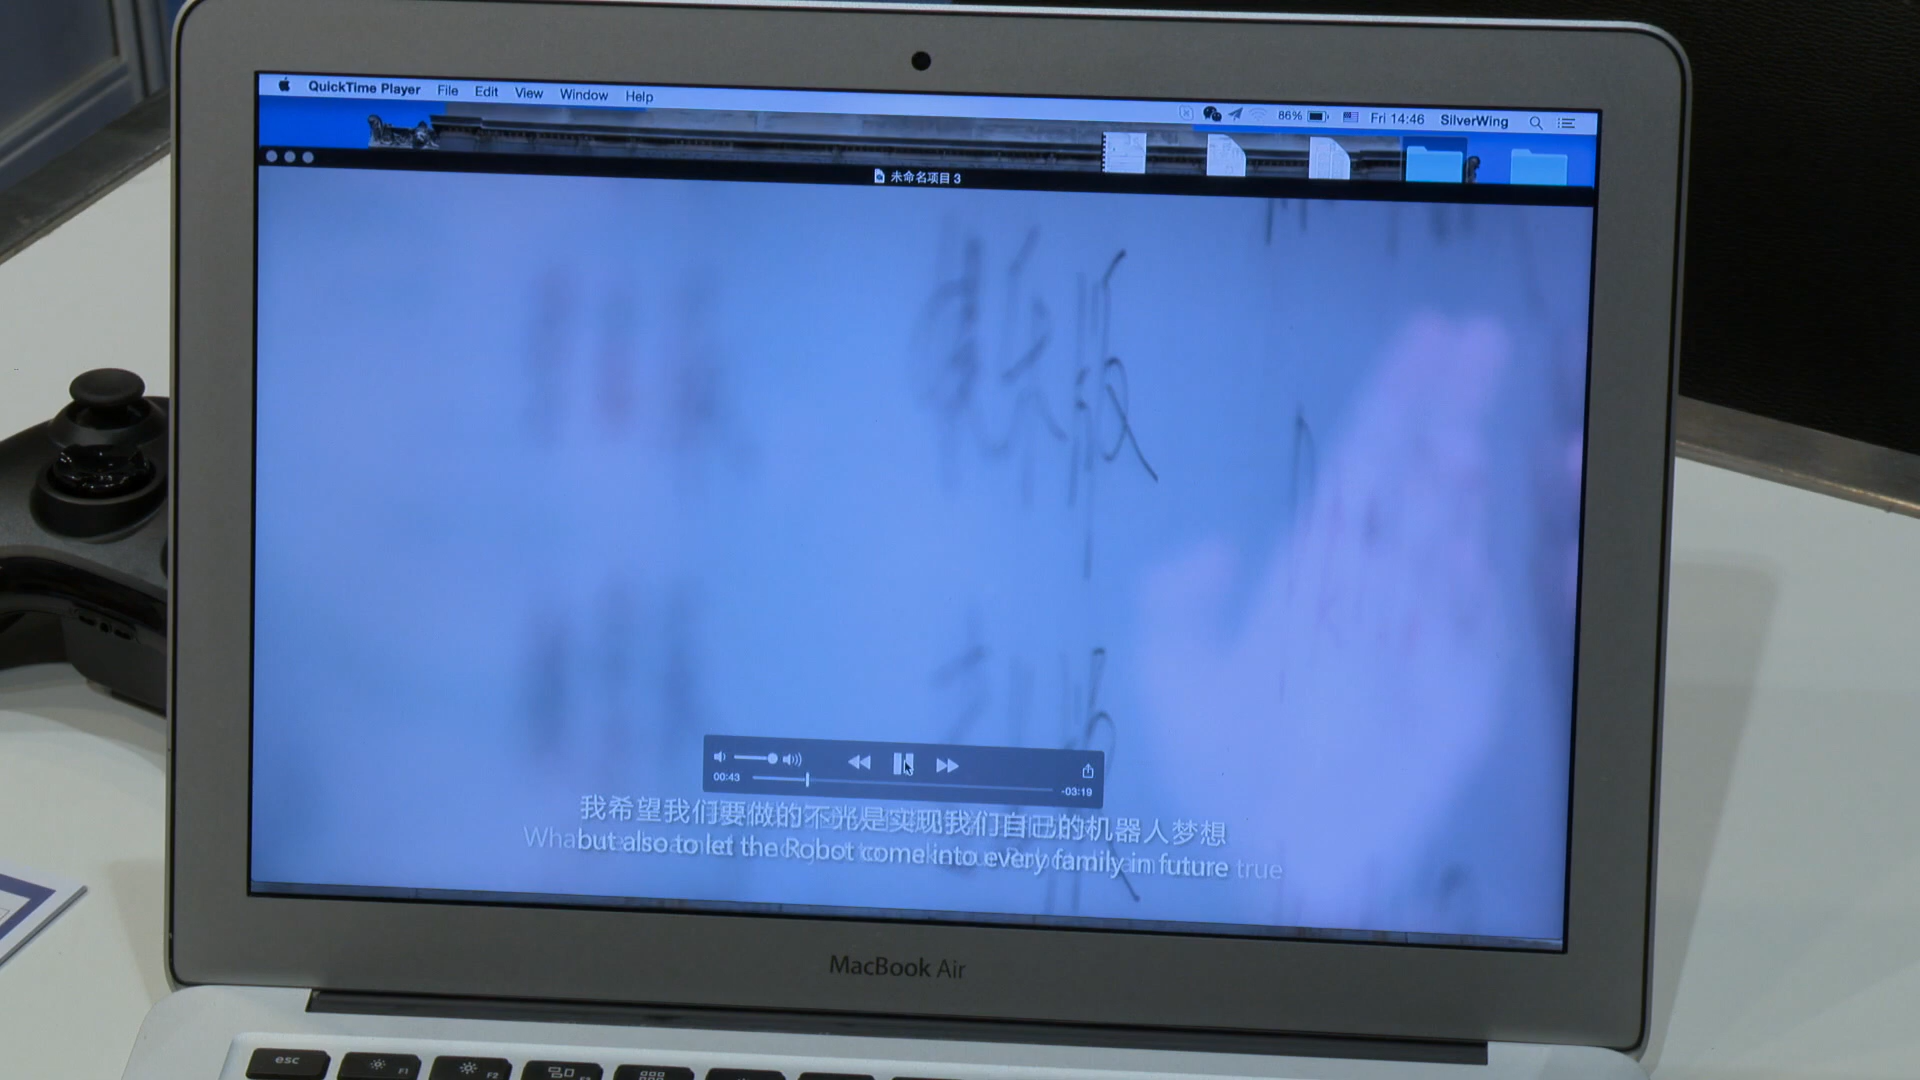 QuickTime Player File Edit View Window Help
86% Fri 14:46 SilverWing
未命名项目 3
00:43
-03:19
我希望我们要做的不光是实现我们自己的机器人梦想
but also to let the Robot come into every family in future
true
MacBook Air
esc
F1
F2